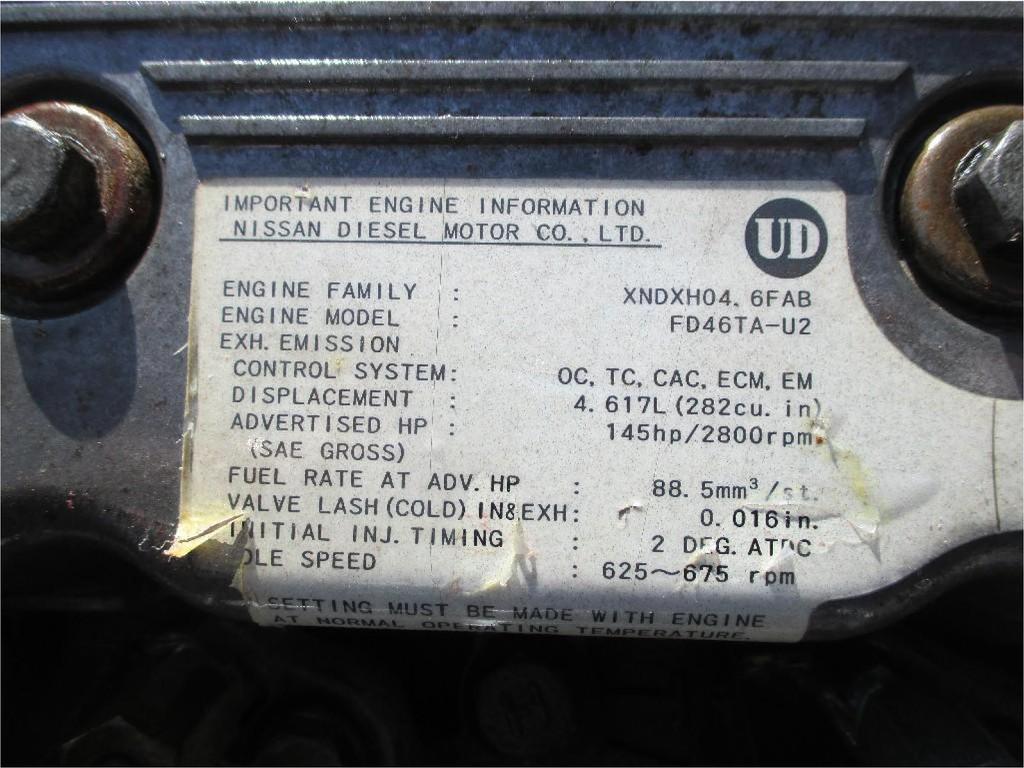 IMPORTANT ENGINE INFORMATION
NISSAN DIESEL MOTOR CO., LTD.
UD
ENGINE FAMILY : XNDXH04.6FAB
ENGINE MODEL : FD46TA-U2
EXH. EMISSION
CONTROL SYSTEM: OC, TC, CAC, ECM, EM
DISPLACEMENT : 4.617L (282cu. in)
ADVERTISED HP : 145hp/2800rpm
(SAE GROSS)
FUEL RATE AT ADV. HP : 88.5mm³/st.
VALVE LASH (COLD) IN&EXH: 0.016in.
INITIAL INJ. TIMING : 2 DEG. ATDC
IDLE SPEED : 625~675 rpm
SETTING MUST BE MADE WITH ENGINE
AT NORMAL OPERATING TEMPERATURE.